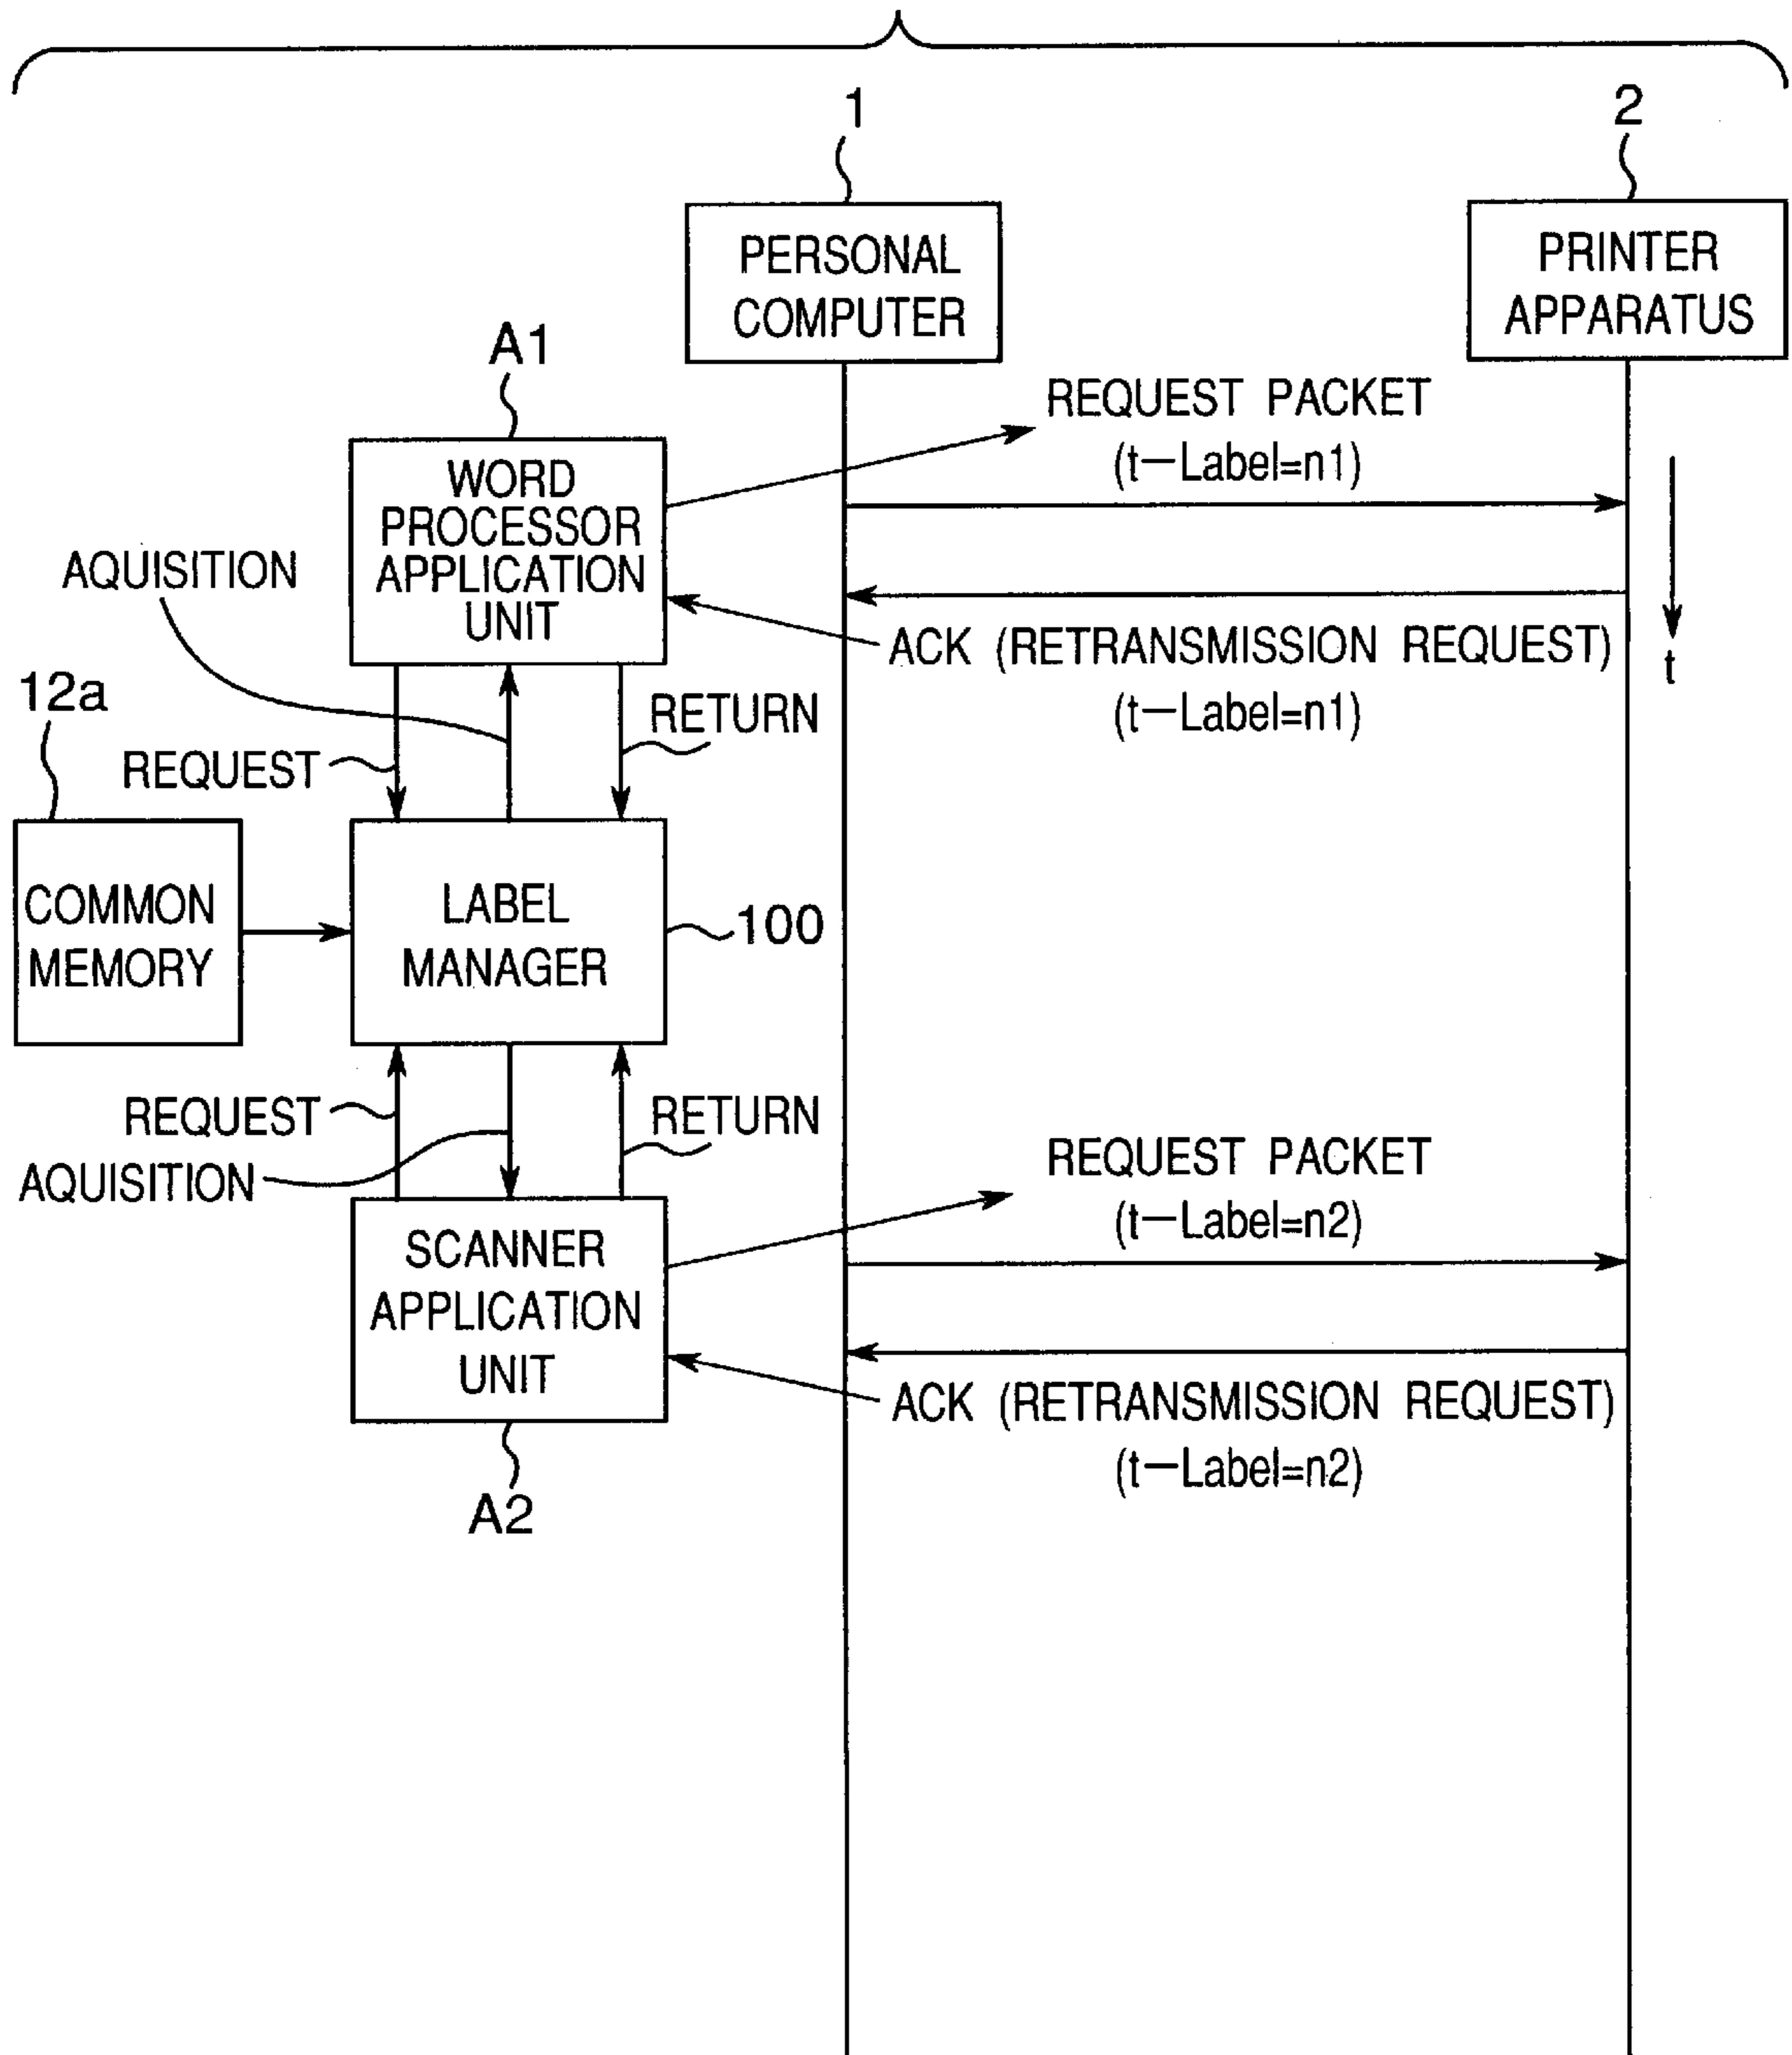 1
2
PERSONAL
COMPUTER
PRINTER
APPARATUS
A1
REQUEST PACKET
(t—Label=n1)
WORD
PROCESSOR
APPLICATION
UNIT
AQUISITION
ACK (RETRANSMISSION REQUEST)
(t—Label=n1)
t
12a
RETURN
REQUEST
COMMON
MEMORY
LABEL
MANAGER
100
REQUEST
RETURN
AQUISITION
REQUEST PACKET
(t—Label=n2)
SCANNER
APPLICATION
UNIT
ACK (RETRANSMISSION REQUEST)
(t—Label=n2)
A2